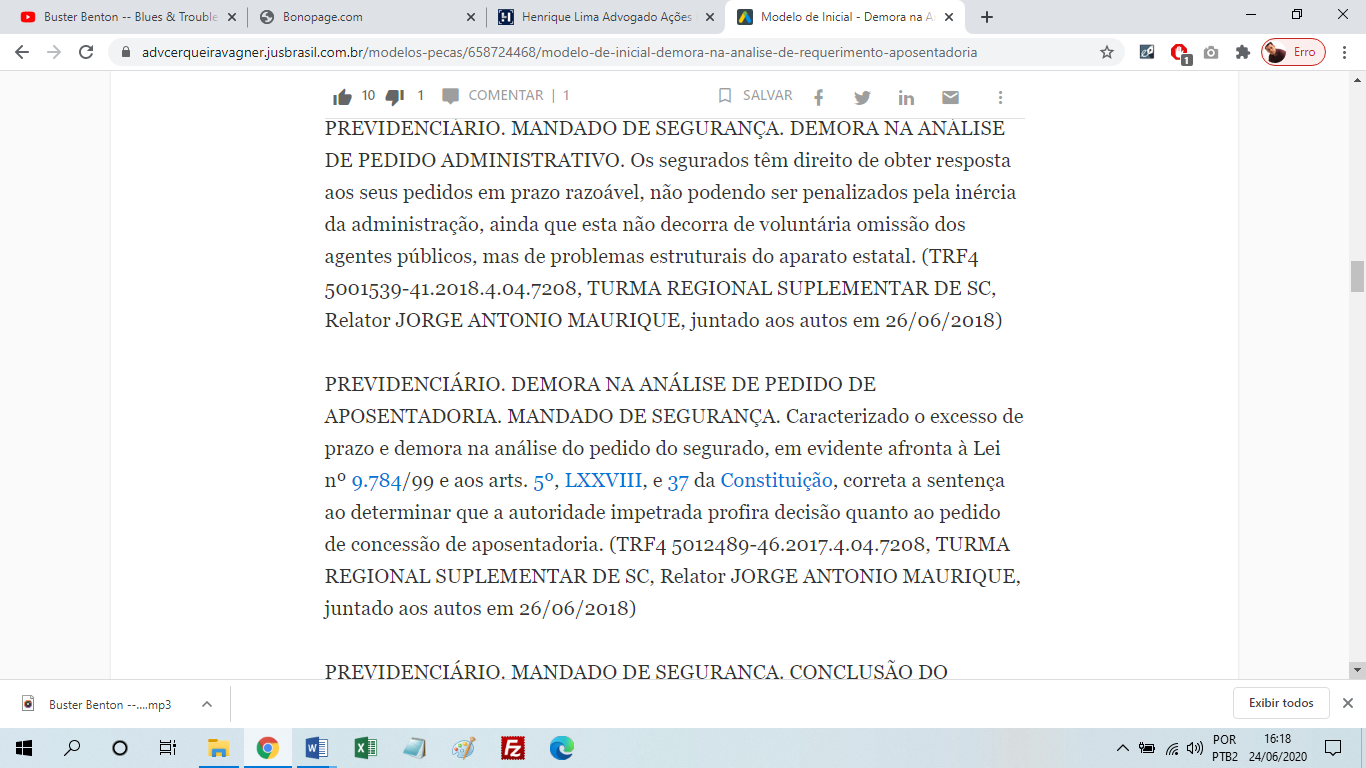 Buster Benton -- Blues & Trouble
Bonopage.com
Henrique Lima Advogado Ações
Modelo de Inicial - Demora na A
advcerqueiravagner.jusbrasil.com.br/modelos-pecas/658724468/modelo-de-inicial-demora-na-analise-de-requerimento-aposentadoria
1
Erro
10 1 COMENTAR | 1 SALVAR
PREVIDENCIÁRIO. MANDADO DE SEGURANÇA. DEMORA NA ANÁLISE
DE PEDIDO ADMINISTRATIVO. Os segurados têm direito de obter resposta
aos seus pedidos em prazo razoável, não podendo ser penalizados pela inércia
da administração, ainda que esta não decorra de voluntária omissão dos
agentes públicos, mas de problemas estruturais do aparato estatal. (TRF4
5001539-41.2018.4.04.7208, TURMA REGIONAL SUPLEMENTAR DE SC,
Relator JORGE ANTONIO MAURIQUE, juntado aos autos em 26/06/2018)
PREVIDENCIÁRIO. DEMORA NA ANÁLISE DE PEDIDO DE
APOSENTADORIA. MANDADO DE SEGURANÇA. Caracterizado o excesso de
prazo e demora na análise do pedido do segurado, em evidente afronta à Lei
nº 9.784/99 e aos arts. 5º, LXXVIII, e 37 da Constituição, correta a sentença
ao determinar que a autoridade impetrada profira decisão quanto ao pedido
de concessão de aposentadoria. (TRF4 5012489-46.2017.4.04.7208, TURMA
REGIONAL SUPLEMENTAR DE SC, Relator JORGE ANTONIO MAURIQUE,
juntado aos autos em 26/06/2018)
PREVIDENCIÁRIO. MANDADO DE SEGURANÇA. CONCLUSÃO DO
Buster Benton --....mp3
Exibir todos
POR
PTB2
16:18
24/06/2020